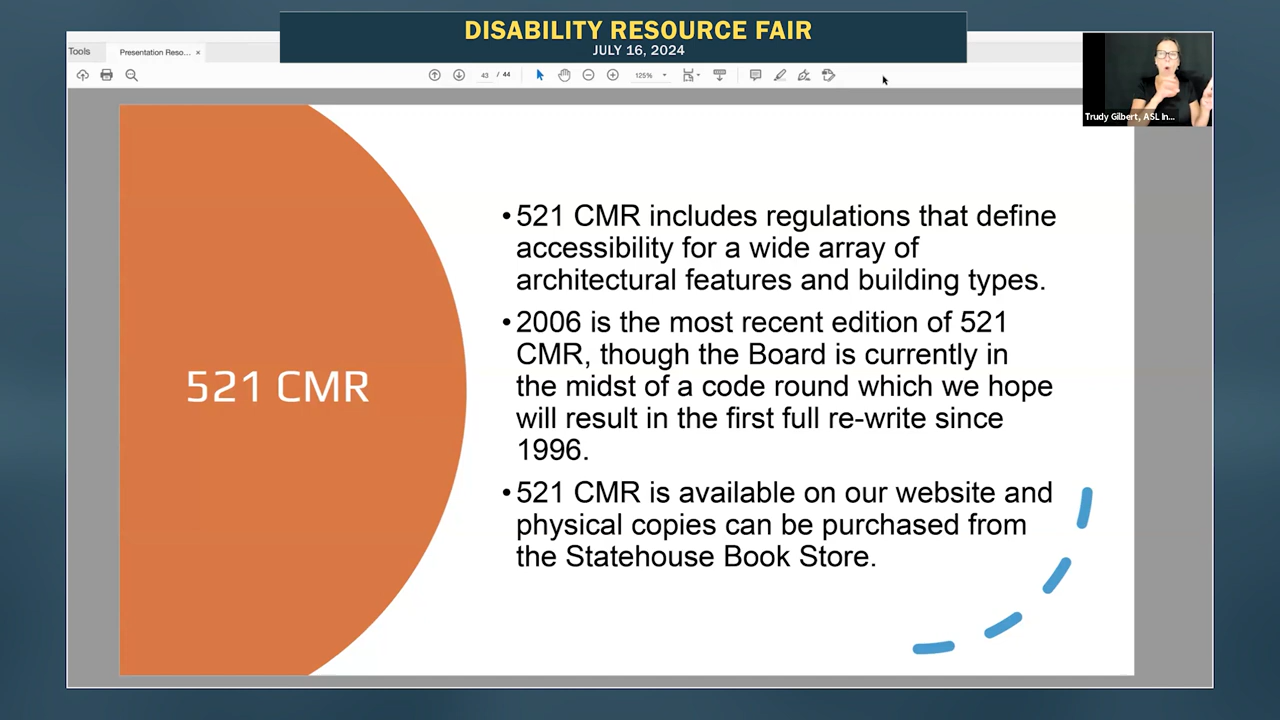 DISABILITY RESOURCE FAIR
JULY 16, 2024
Tools
Presentation Reso... ×
43 / 44
125%
Trudy Gilbert, ASL In...
521 CMR
•521 CMR includes regulations that define
accessibility for a wide array of
architectural features and building types.
•2006 is the most recent edition of 521
CMR, though the Board is currently in
the midst of a code round which we hope
will result in the first full re-write since
1996.
•521 CMR is available on our website and
physical copies can be purchased from
the Statehouse Book Store.